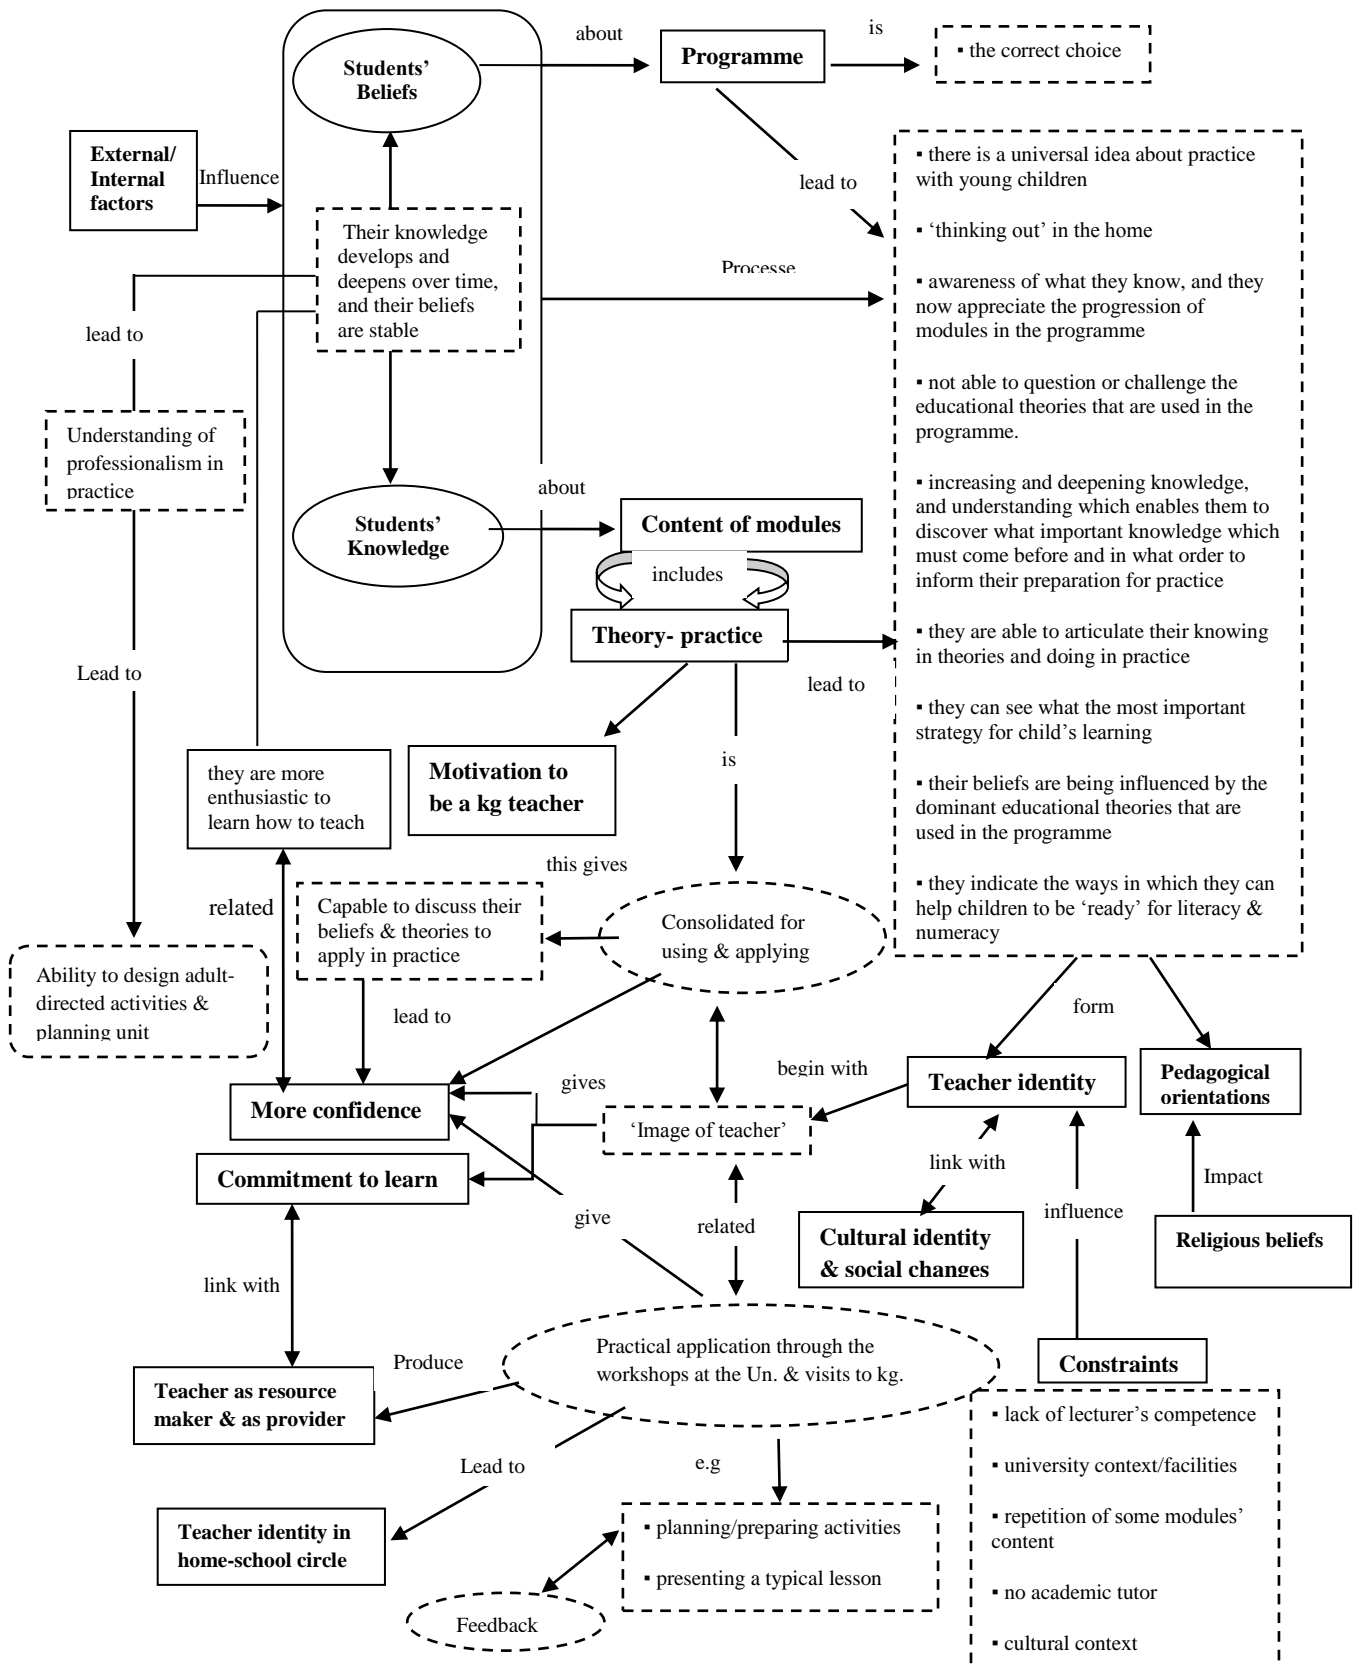 about
is
Students’
Beliefs
Programme
▪ the correct choice
External/
Internal
factors
Influence
lead to
▪ there is a universal idea about practice
with young children
▪ ‘thinking out’ in the home
▪ awareness of what they know, and they
now appreciate the progression of
modules in the programme
▪ not able to question or challenge the
educational theories that are used in the
programme.
▪ increasing and deepening knowledge,
and understanding which enables them to
discover what important knowledge which
must come before and in what order to
inform their preparation for practice
▪ they are able to articulate their knowing
in theories and doing in practice
▪ they can see what the most important
strategy for child’s learning
▪ their beliefs are being influenced by the
dominant educational theories that are
used in the programme
▪ they indicate the ways in which they can
help children to be ‘ready’ for literacy &
numeracy
Their knowledge
develops and
deepens over time,
and their beliefs
are stable
Processe
lead to
Understanding of
professionalism in
practice
about
Students’
Knowledge
Content of modules
includes
Theory- practice
lead to
Lead to
is
they are more
enthusiastic to
learn how to teach
Motivation to
be a kg teacher
this gives
related
Capable to discuss their
beliefs & theories to
apply in practice
Consolidated for
using & applying
Ability to design adult-
directed activities &
planning unit
lead to
form
begin with
Teacher identity
Pedagogical
orientations
gives
More confidence
‘Image of teacher’
Commitment to learn
link with
Impact
give
related
influence
Cultural identity
& social changes
Religious beliefs
link with
Practical application through the
workshops at the Un. & visits to kg.
Produce
Constraints
Teacher as resource
maker & as provider
▪ lack of lecturer’s competence
▪ university context/facilities
▪ repetition of some modules’
content
▪ no academic tutor
▪ cultural context
Lead to
e.g
Teacher identity in
home-school circle
▪ planning/preparing activities
▪ presenting a typical lesson
Feedback